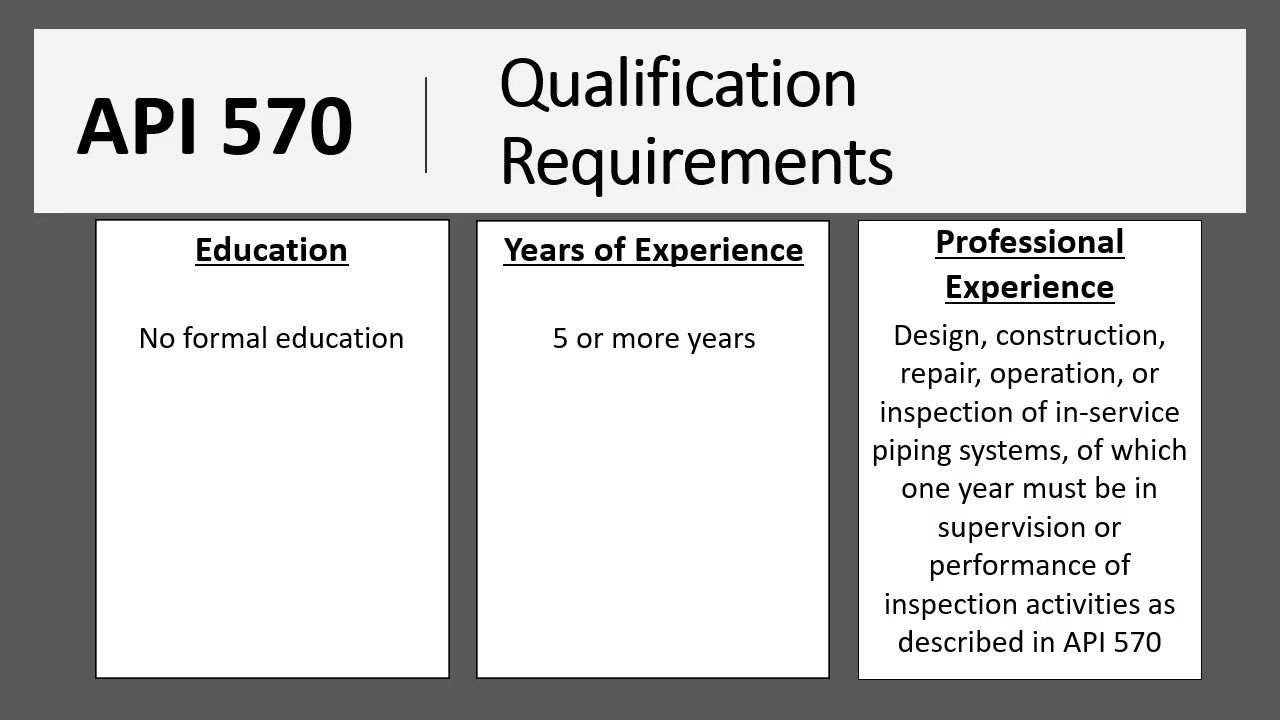 API 570
Qualification
Requirements
Education
No formal education
Years of Experience
5 or more years
Professional
Experience
Design, construction,
repair, operation, or
inspection of in-service
piping systems, of which
one year must be in
supervision or
performance of
inspection activities as
described in API 570